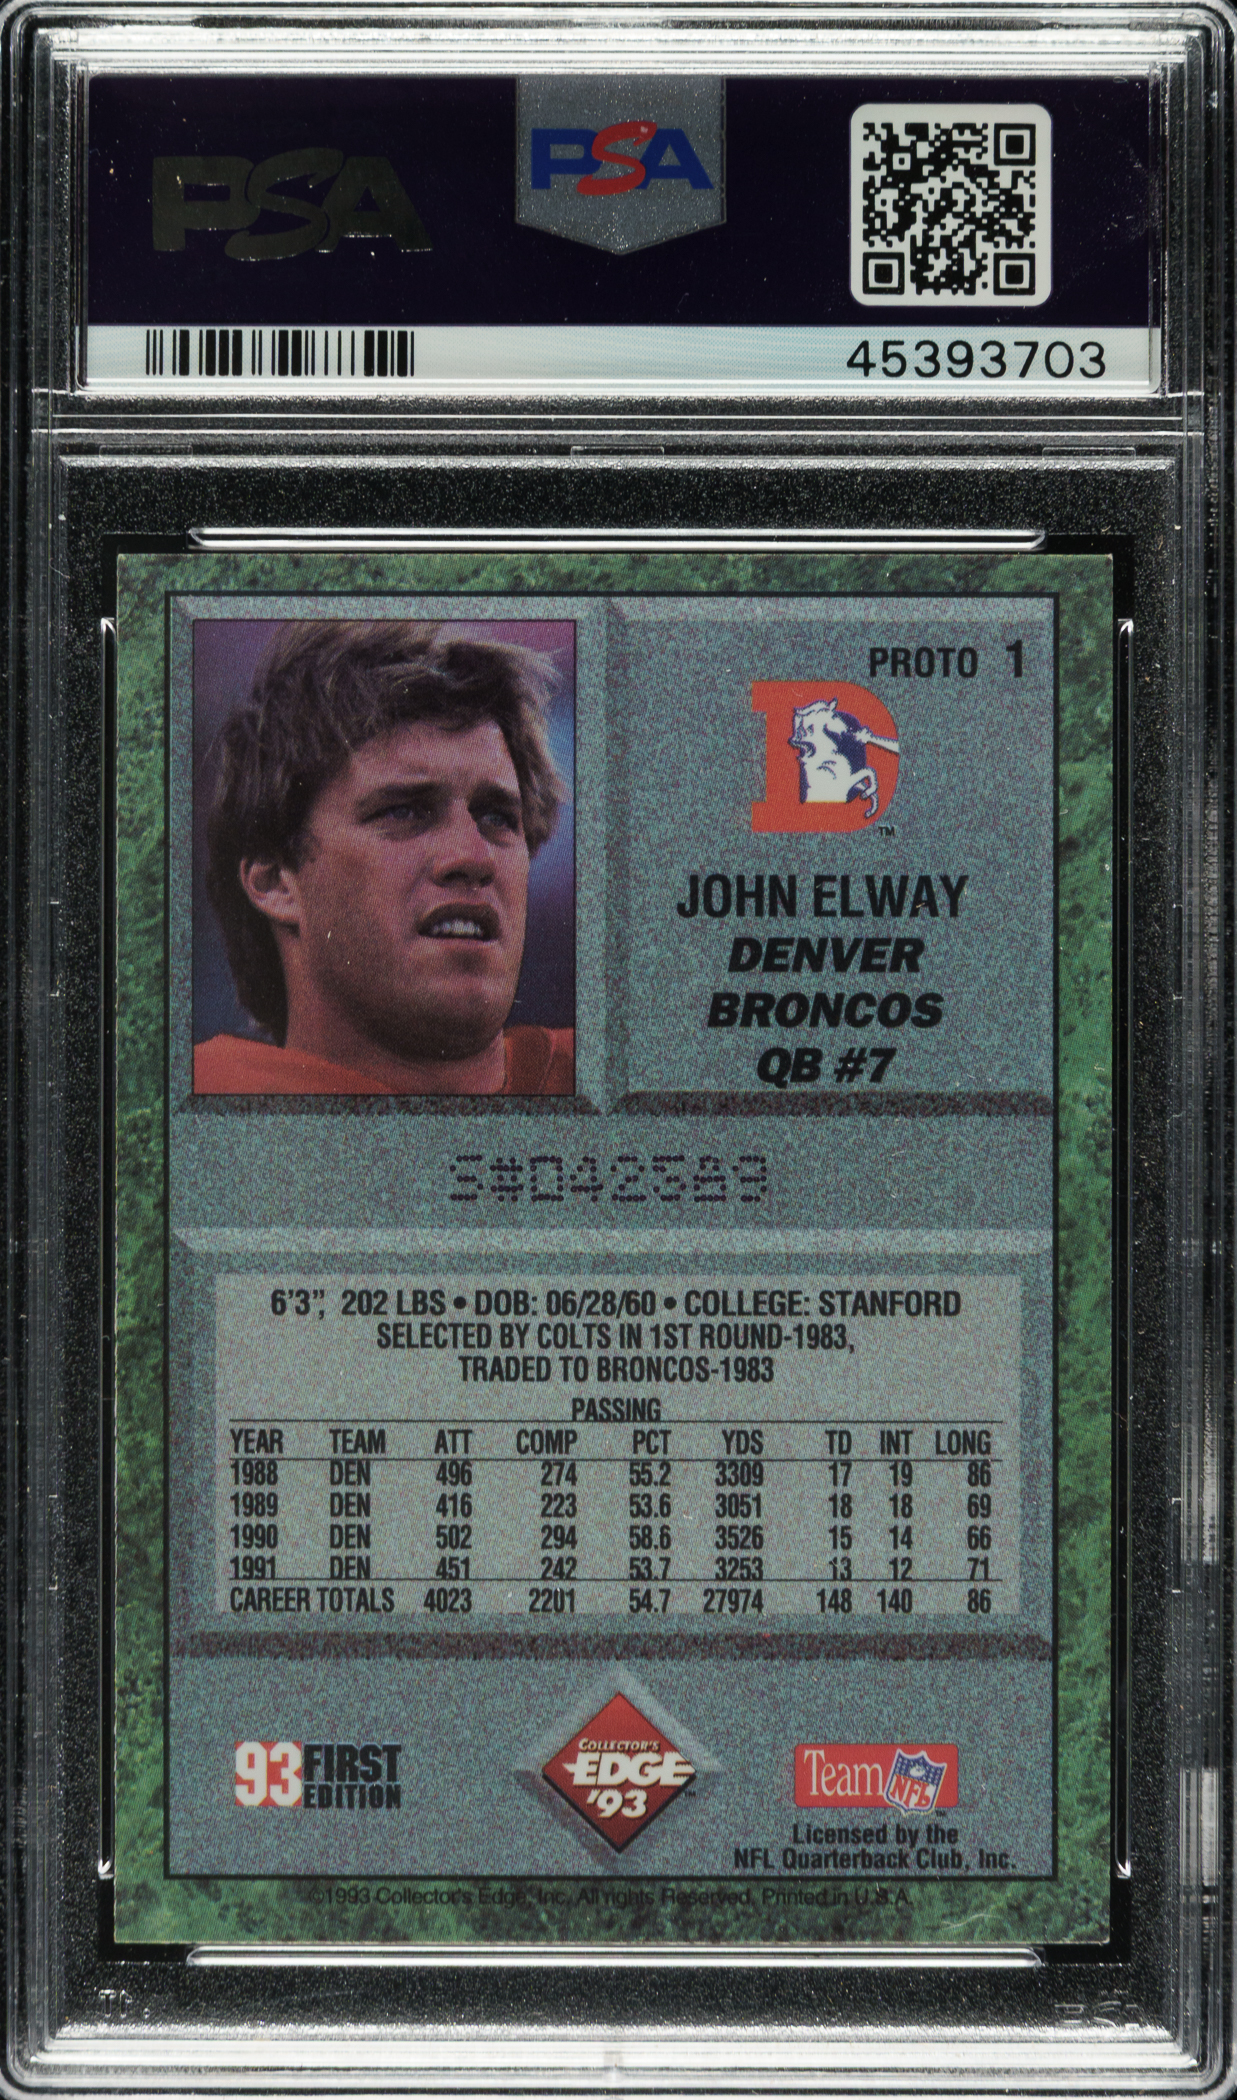 PSA
PSA
45393703
PROTO 1
TM
JOHN ELWAY
DENVER
BRONCOS
QB #7
S#042589
6'3", 202 LBS • DOB: 06/28/60 • COLLEGE: STANFORD
SELECTED BY COLTS IN 1ST ROUND-1983,
TRADED TO BRONCOS-1983
PASSING
YEAR TEAM ATT COMP PCT YDS TD INT LONG
1988 DEN 496 274 55.2 3309 17 19 86
1989 DEN 416 223 53.6 3051 18 18 69
1990 DEN 502 294 58.6 3526 15 14 66
1991 DEN 451 242 53.7 3253 13 12 71
CAREER TOTALS 4023 2201 54.7 27974 148 140 86
93 FIRST
EDITION
COLLECTOR'S
EDGE
'93
Team NFL
Licensed by the
NFL Quarterback Club, Inc.
©1993 Collector's Edge, Inc. All rights Reserved. Printed in U.S.A.